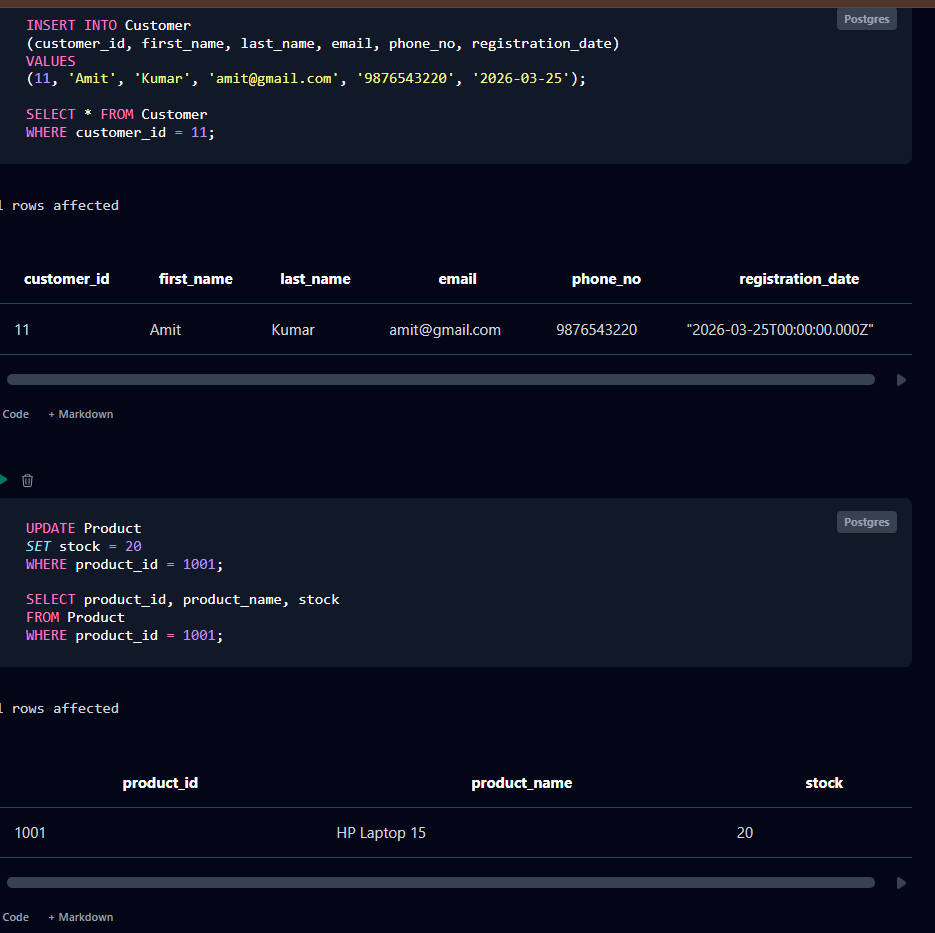 Postgres
INSERT INTO Customer
(customer_id, first_name, last_name, email, phone_no, registration_date)
VALUES
(11, 'Amit', 'Kumar', 'amit@gmail.com', '9876543220', '2026-03-25');
SELECT * FROM Customer
WHERE customer_id = 11;
1 rows affected
customer_id first_name last_name email phone_no registration_date
11 Amit Kumar amit@gmail.com 9876543220 "2026-03-25T00:00:00.000Z"
Code + Markdown
Postgres
UPDATE Product
SET stock = 20
WHERE product_id = 1001;
SELECT product_id, product_name, stock
FROM Product
WHERE product_id = 1001;
1 rows affected
product_id product_name stock
1001 HP Laptop 15 20
Code + Markdown